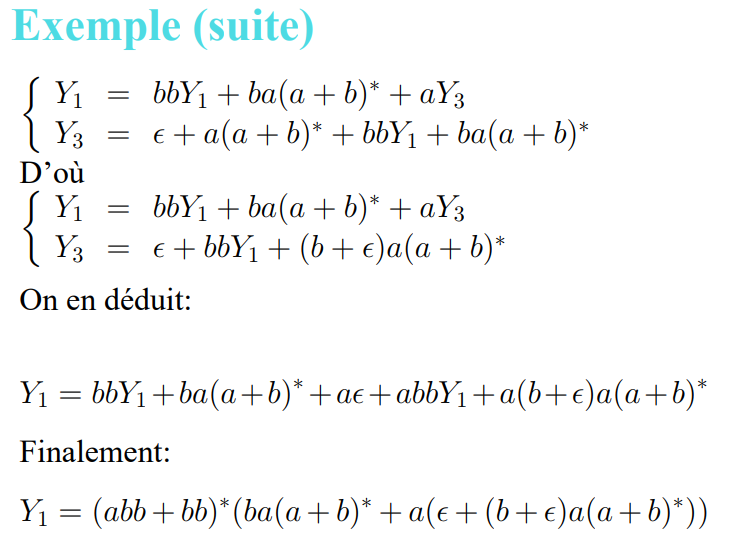 Exemple (suite)
{ Y₁ = bbY₁ + ba(a + b)* + aY₃
Y₃ = ϵ + a(a + b)* + bbY₁ + ba(a + b)*
D'où
{ Y₁ = bbY₁ + ba(a + b)* + aY₃
Y₃ = ϵ + bbY₁ + (b + ϵ)a(a + b)*
On en déduit:
Y₁ = bbY₁+ba(a+b)*+aϵ+abbY₁+a(b+ϵ)a(a+b)*
Finalement:
Y₁ = (abb+bb)*(ba(a+b)*+a(ϵ+(b+ϵ)a(a+b)*))